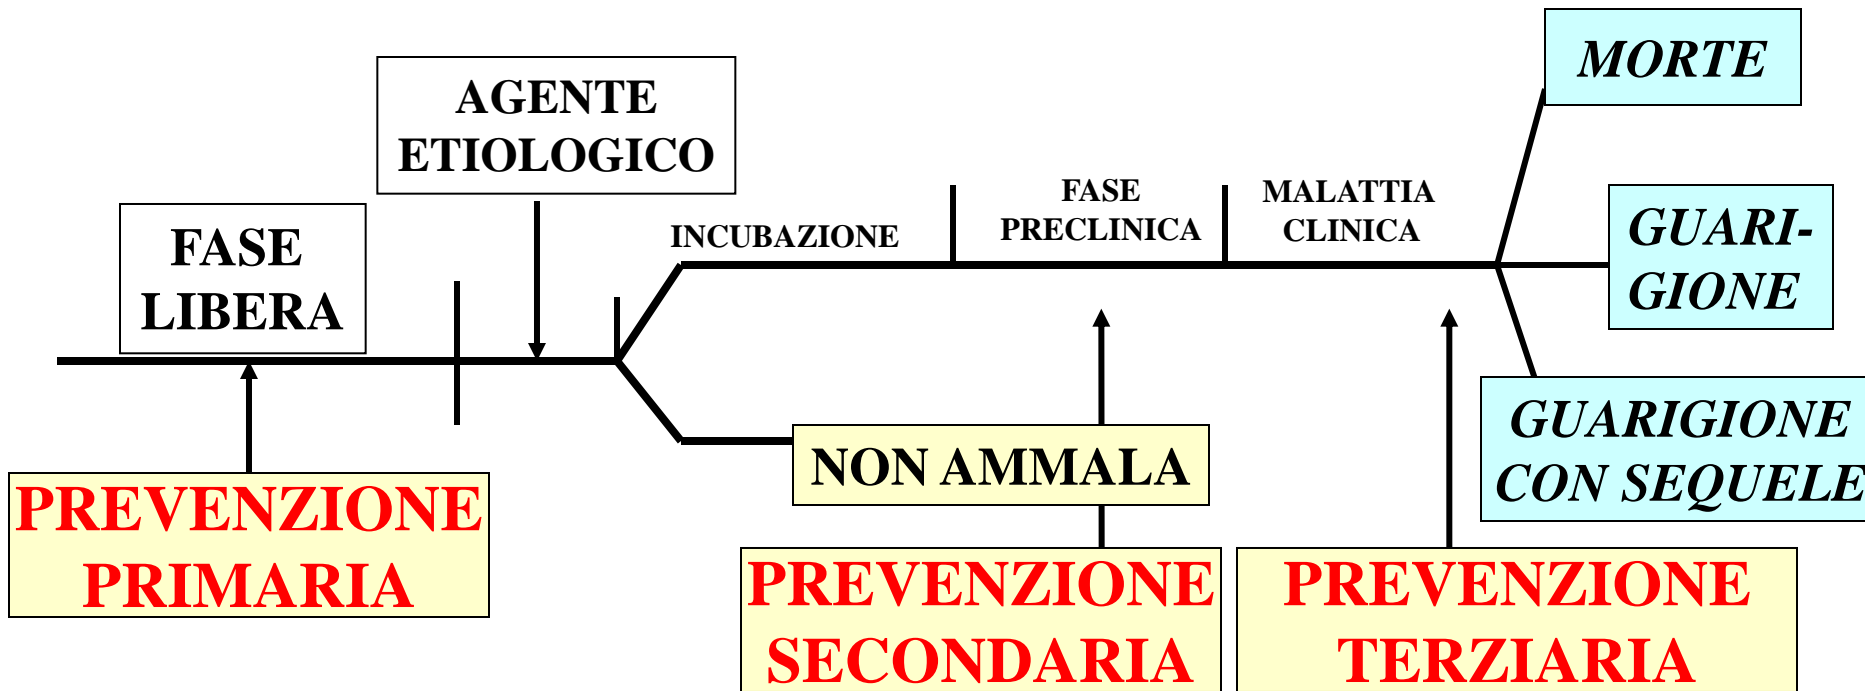 MORTE
AGENTE
ETIOLOGICO
FASE
LIBERA
INCUBAZIONE
FASE
PRECLINICA
MALATTIA
CLINICA
GUARI-
GIONE
GUARIGIONE
CON SEQUELE
NON AMMALA
PREVENZIONE
PRIMARIA
PREVENZIONE
SECONDARIA
PREVENZIONE
TERZIARIA